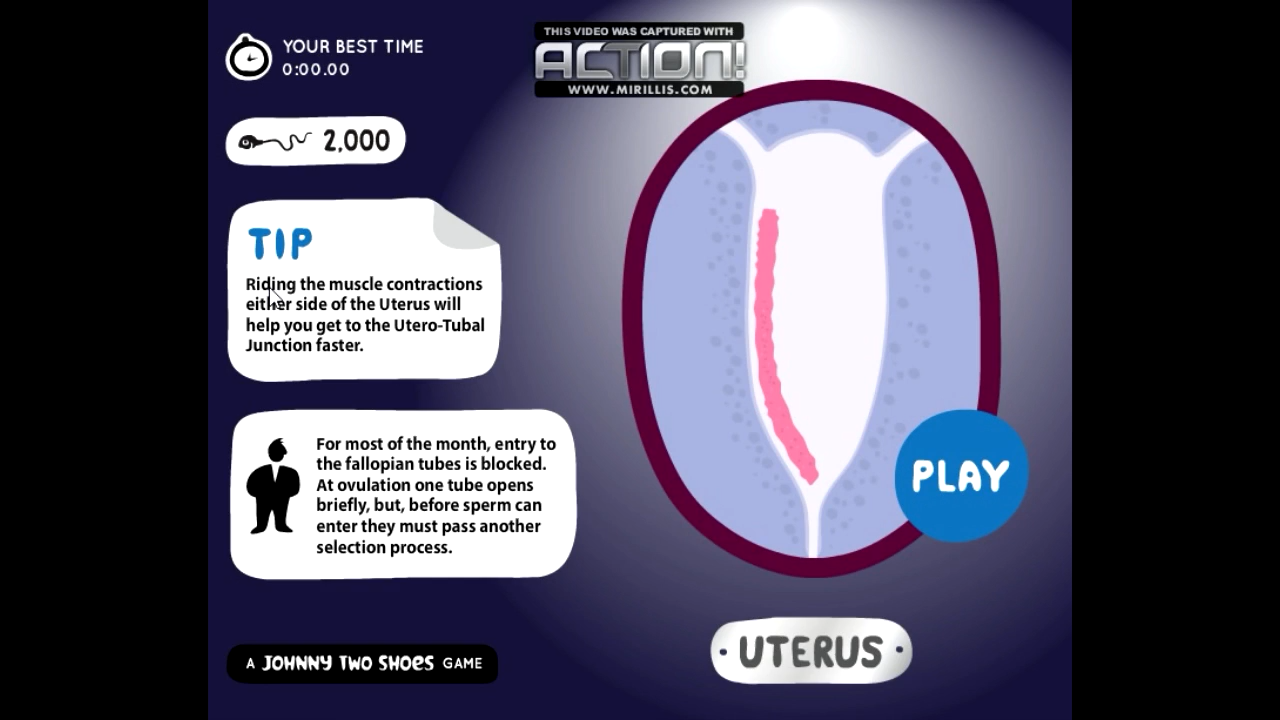 YOUR BEST TIME
0:00.00
THIS VIDEO WAS CAPTURED WITH
ACTION!
WWW.MIRILLIS.COM
2,000
TIP
Riding the muscle contractions
either side of the Uterus will
help you get to the Utero-Tubal
Junction faster.
For most of the month, entry to
the fallopian tubes is blocked.
At ovulation one tube opens
briefly, but, before sperm can
enter they must pass another
selection process.
PLAY
UTERUS
A JOHNNY TWO SHOES GAME